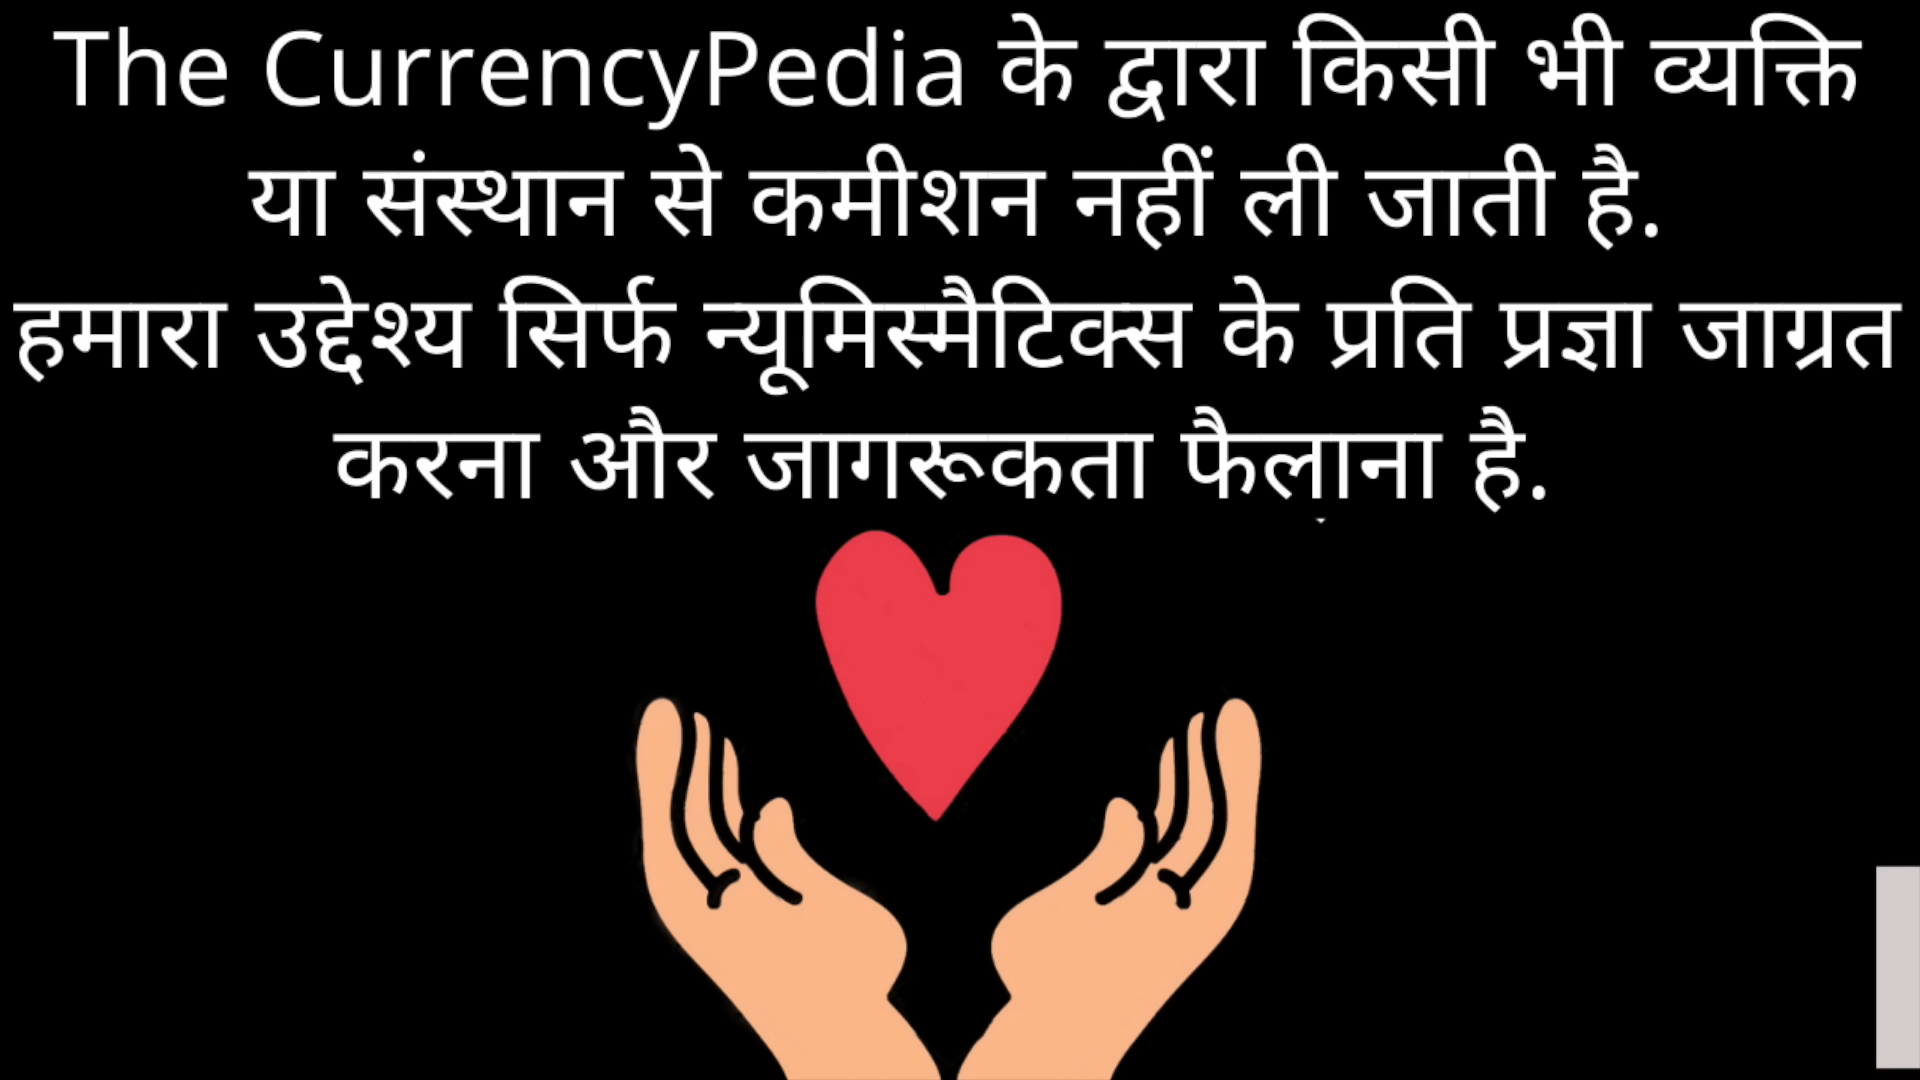 The CurrencyPedia के द्वारा किसी भी व्यक्ति
या संस्थान से कमीशन नहीं ली जाती है.
हमारा उद्देश्य सिर्फ न्यूमिस्मैटिक्स के प्रति प्रज्ञा जाग्रत
करना और जागरूकता फैलाना है.